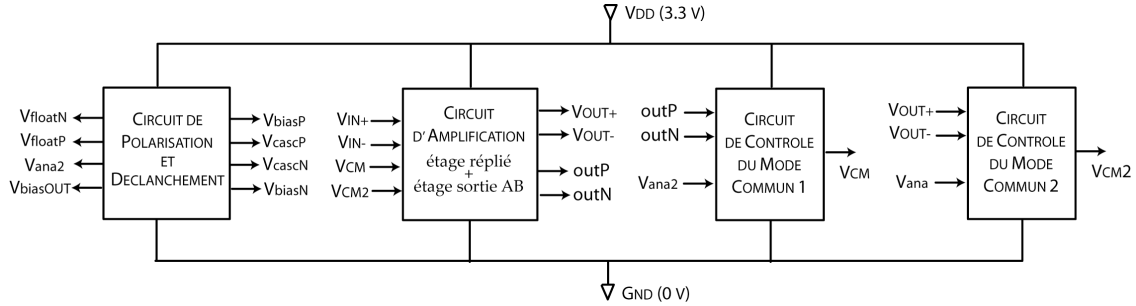 VDD (3.3 V)
VfloatN
VfloatP
Vana2
VbiasOUT
CIRCUIT DE
POLARISATION
ET
DECLANCHEMENT
VbiasP
VcascP
VcascN
VbiasN
VIN+
VIN-
VCM
VCM2
CIRCUIT
D'AMPLIFICATION
étage réplié
+
étage sortie AB
VOUT+
VOUT-
outP
outN
outP
outN
Vana2
CIRCUIT
DE CONTROLE
DU MODE
COMMUN 1
VCM
VOUT+
VOUT-
Vana
CIRCUIT
DE CONTROLE
DU MODE
COMMUN 2
VCM2
GND (0 V)